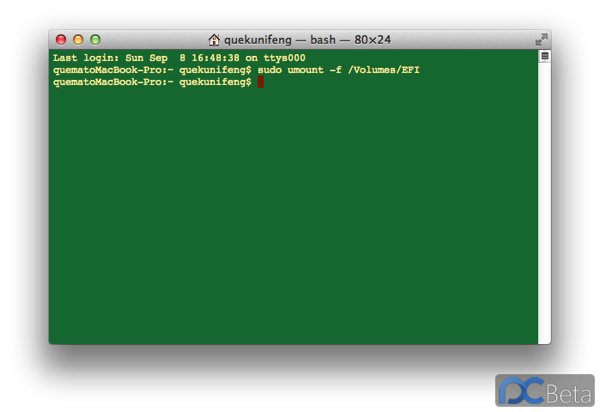 quekunifeng — bash — 80×24
Last login: Sun Sep  8 16:48:38 on ttys000
quematoMacBook-Pro:~ quekunifeng$ sudo umount -f /Volumes/EFI
quematoMacBook-Pro:~ quekunifeng$
PCBeta